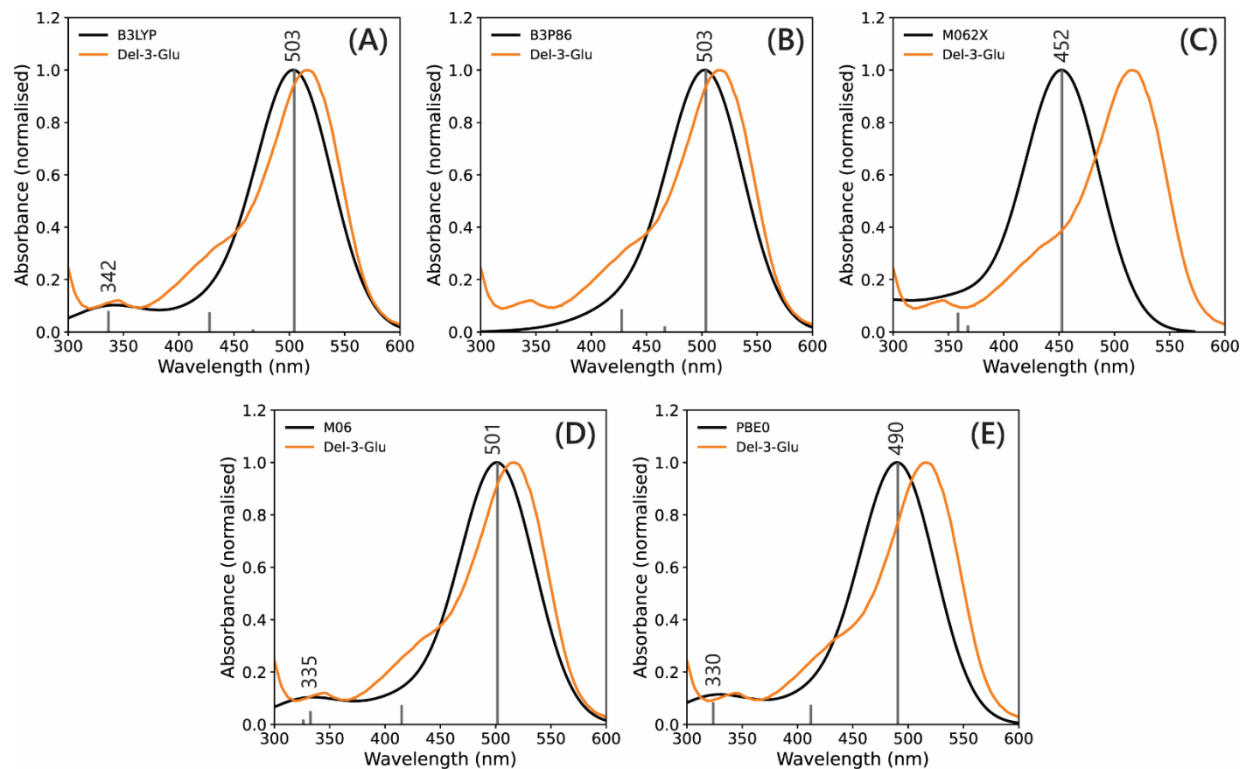 B3LYP
Del-3-Glu
(A)
503
342
1.2
1.0
0.8
0.6
0.4
0.2
0.0
Absorbance (normalised)
300 350 400 450 500 550 600
Wavelength (nm)
B3P86
Del-3-Glu
(B)
503
1.2
1.0
0.8
0.6
0.4
0.2
0.0
Absorbance (normalised)
300 350 400 450 500 550 600
Wavelength (nm)
M062X
Del-3-Glu
(C)
452
1.2
1.0
0.8
0.6
0.4
0.2
0.0
Absorbance (normalised)
300 350 400 450 500 550 600
Wavelength (nm)
M06
Del-3-Glu
(D)
501
335
1.2
1.0
0.8
0.6
0.4
0.2
0.0
Absorbance (normalised)
300 350 400 450 500 550 600
Wavelength (nm)
PBE0
Del-3-Glu
(E)
490
330
1.2
1.0
0.8
0.6
0.4
0.2
0.0
Absorbance (normalised)
300 350 400 450 500 550 600
Wavelength (nm)